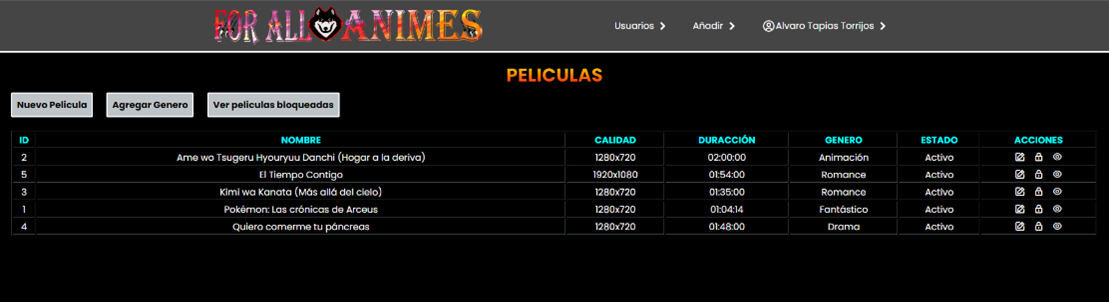 FOR ALL ANIMES
Usuarios Añadir Alvaro Tapias Torrijos
PELICULAS
Nuevo Pelicula Agregar Genero Ver peliculas bloqueadas
ID NOMBRE CALIDAD DURACCIÓN GENERO ESTADO ACCIONES
2 Ame wo Tsugeru Hyouryuu Danchi (Hogar a la deriva) 1280x720 02:00:00 Animación Activo
5 El Tiempo Contigo 1920x1080 01:54:00 Romance Activo
3 Kimi wa Kanata (Más allá del cielo) 1280x720 01:35:00 Romance Activo
1 Pokémon: Las crónicas de Arceus 1280x720 01:04:14 Fantástico Activo
4 Quiero comerme tu páncreas 1280x720 01:48:00 Drama Activo